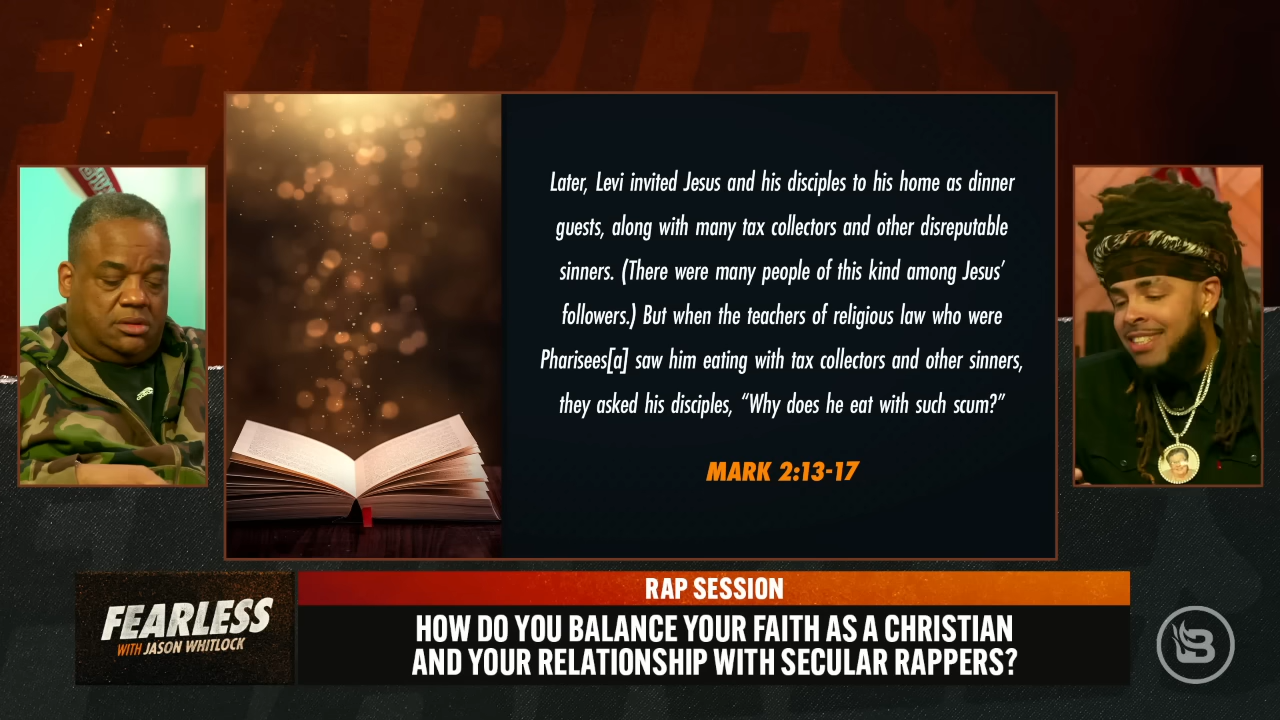 Later, Levi invited Jesus and his disciples to his home as dinner
guests, along with many tax collectors and other disreputable
sinners. (There were many people of this kind among Jesus’
followers.) But when the teachers of religious law who were
Pharisees[a] saw him eating with tax collectors and other sinners,
they asked his disciples, “Why does he eat with such scum?”
MARK 2:13-17
RAP SESSION
FEARLESS
WITH JASON WHITLOCK
HOW DO YOU BALANCE YOUR FAITH AS A CHRISTIAN
AND YOUR RELATIONSHIP WITH SECULAR RAPPERS?
B